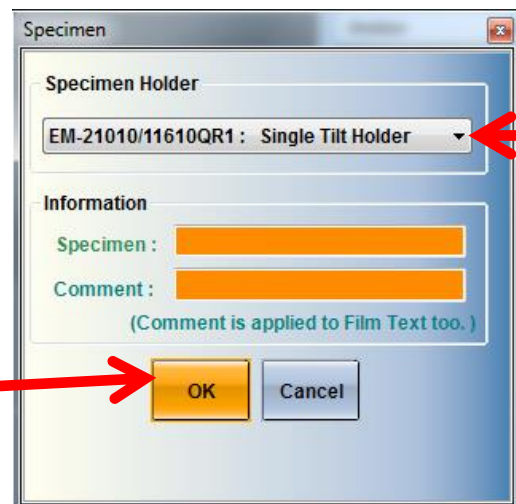 Specimen
Specimen Holder
EM-21010/11610QR1 : Single Tilt Holder
Information
Specimen :
Comment :
(Comment is applied to Film Text too. )
OK Cancel